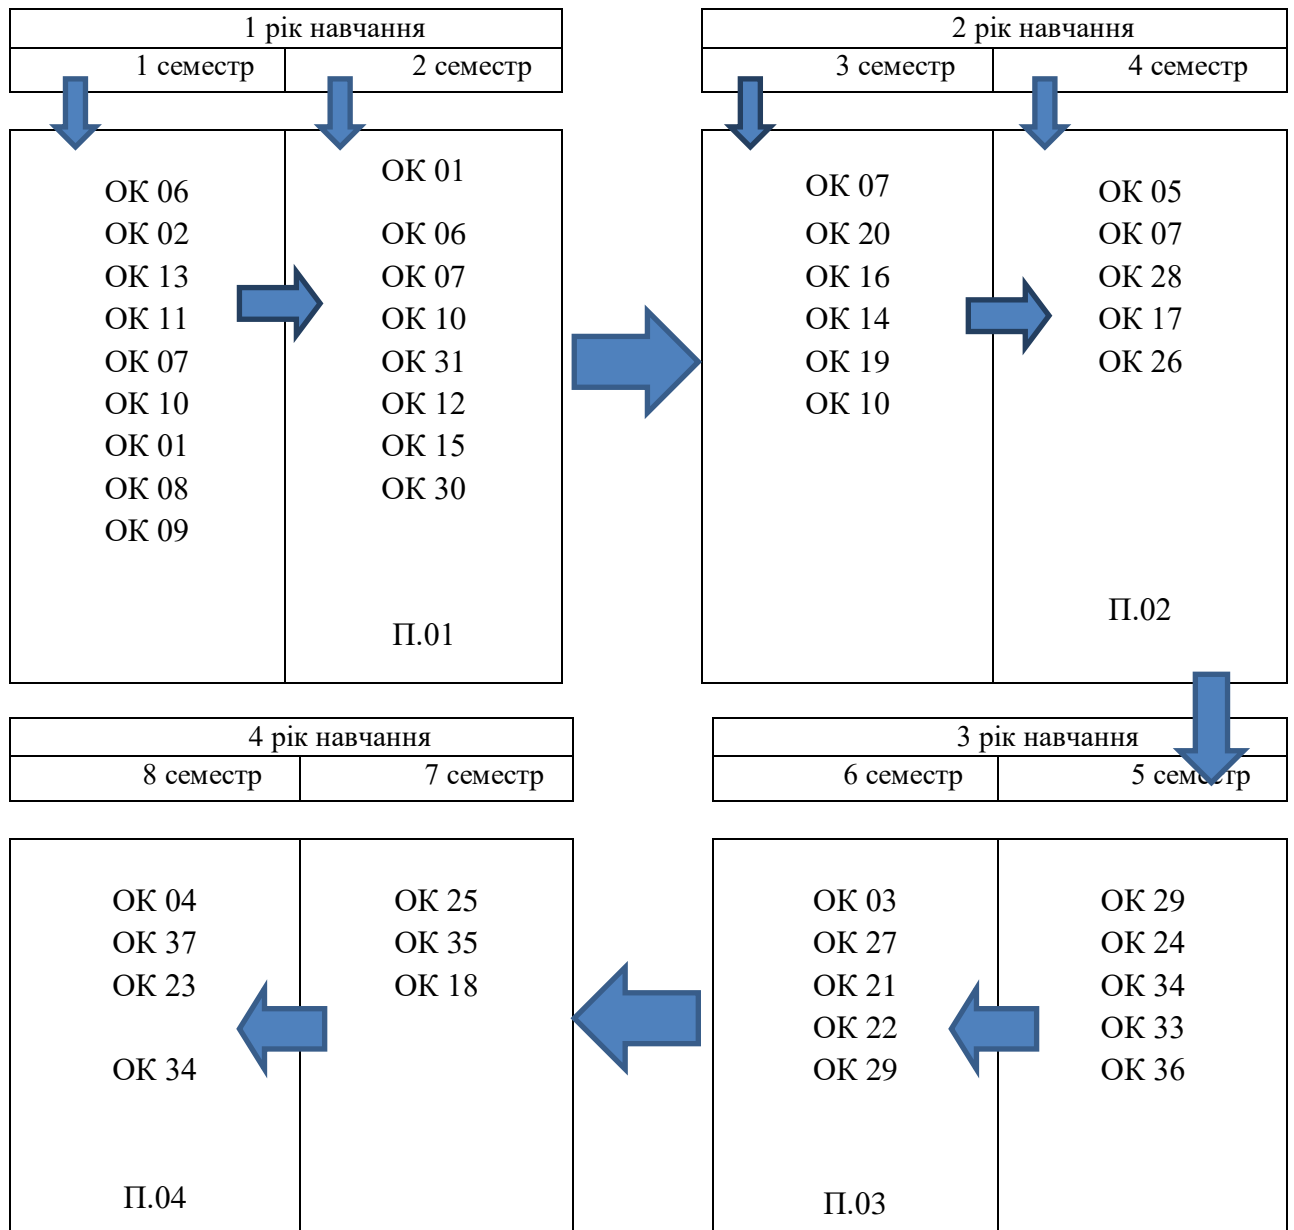 1 рік навчання
1 семестр 2 семестр
ОК 06
ОК 02
ОК 13
ОК 11
ОК 07
ОК 10
ОК 01
ОК 08
ОК 09
ОК 01
ОК 06
ОК 07
ОК 10
ОК 31
ОК 12
ОК 15
ОК 30
П.01
2 рік навчання
3 семестр 4 семестр
ОК 07
ОК 20
ОК 16
ОК 14
ОК 19
ОК 10
ОК 05
ОК 07
ОК 28
ОК 17
ОК 26
П.02
4 рік навчання
8 семестр 7 семестр
ОК 04
ОК 37
ОК 23
ОК 34
П.04
ОК 25
ОК 35
ОК 18
3 рік навчання
6 семестр 5 семестр
ОК 03
ОК 27
ОК 21
ОК 22
ОК 29
П.03
ОК 29
ОК 24
ОК 34
ОК 33
ОК 36